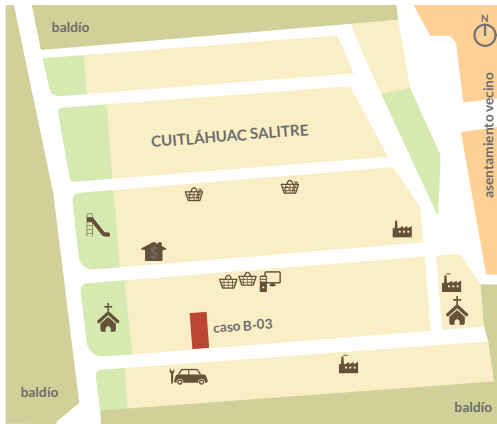 baldío
N
asentamiento vecino
CUITLÁHUAC SALITRE
$
caso B-03
baldío
baldío